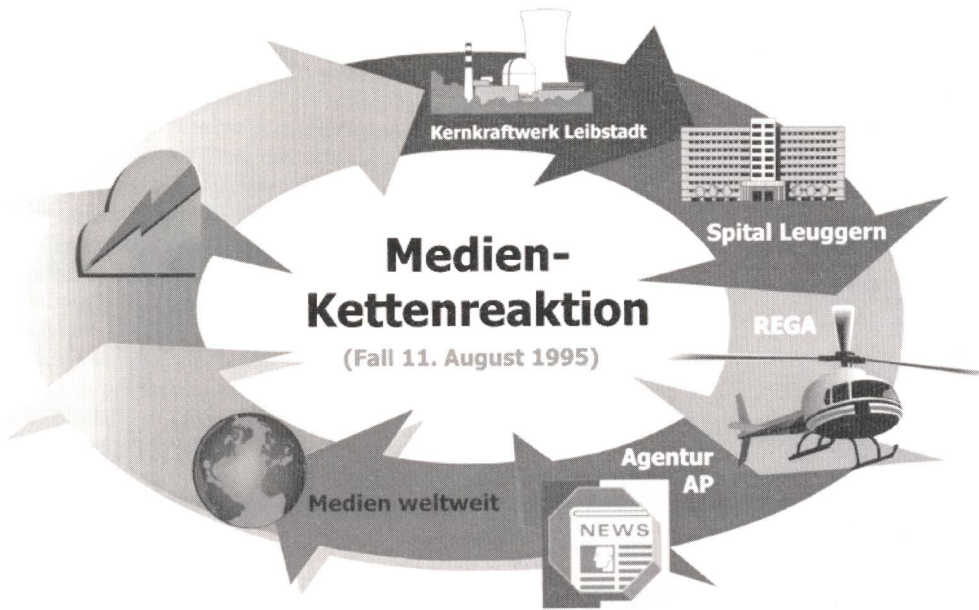 Kernkraftwerk Leibstadt
Spital Leuggern
Medien-
Kettenreaktion
(Fall 11. August 1995)
REGA
Agentur
AP
NEWS
Medien weltweit